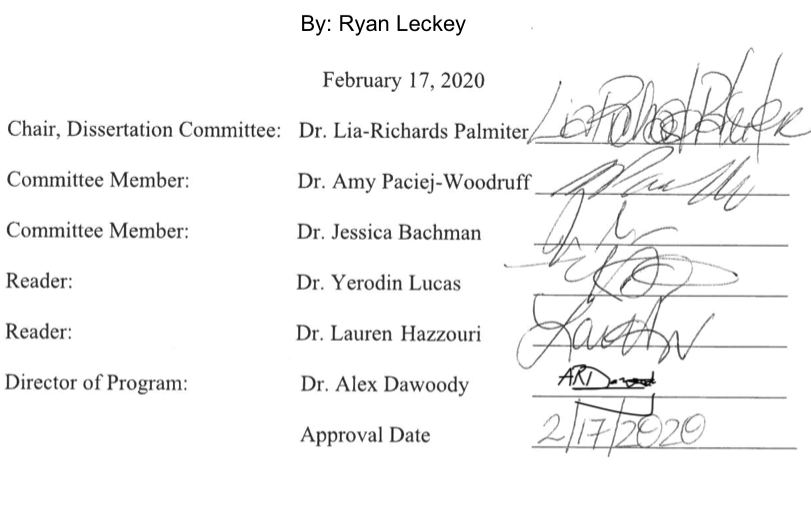 By: Ryan Leckey
February 17, 2020
Chair, Dissertation Committee: Dr. Lia-Richards Palmiter
Committee Member: Dr. Amy Paciej-Woodruff
Committee Member: Dr. Jessica Bachman
Reader: Dr. Yerodin Lucas
Reader: Dr. Lauren Hazzouri
Director of Program: Dr. Alex Dawoody
Approval Date 2/17/2020